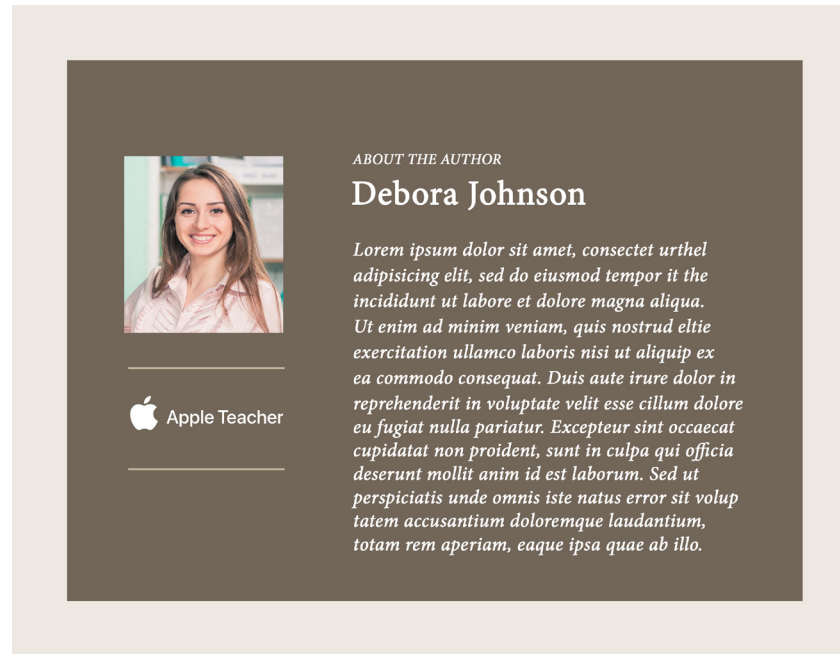 ABOUT THE AUTHOR
Debora Johnson
Lorem ipsum dolor sit amet, consectet urthel
adipisicing elit, sed do eiusmod tempor it the
incididunt ut labore et dolore magna aliqua.
Ut enim ad minim veniam, quis nostrud eltie
exercitation ullamco laboris nisi ut aliquip ex
ea commodo consequat. Duis aute irure dolor in
reprehenderit in voluptate velit esse cillum dolore
eu fugiat nulla pariatur. Excepteur sint occaecat
cupidatat non proident, sunt in culpa qui officia
deserunt mollit anim id est laborum. Sed ut
perspiciatis unde omnis iste natus error sit volup
tatem accusantium doloremque laudantium,
totam rem aperiam, eaque ipsa quae ab illo.
Apple Teacher